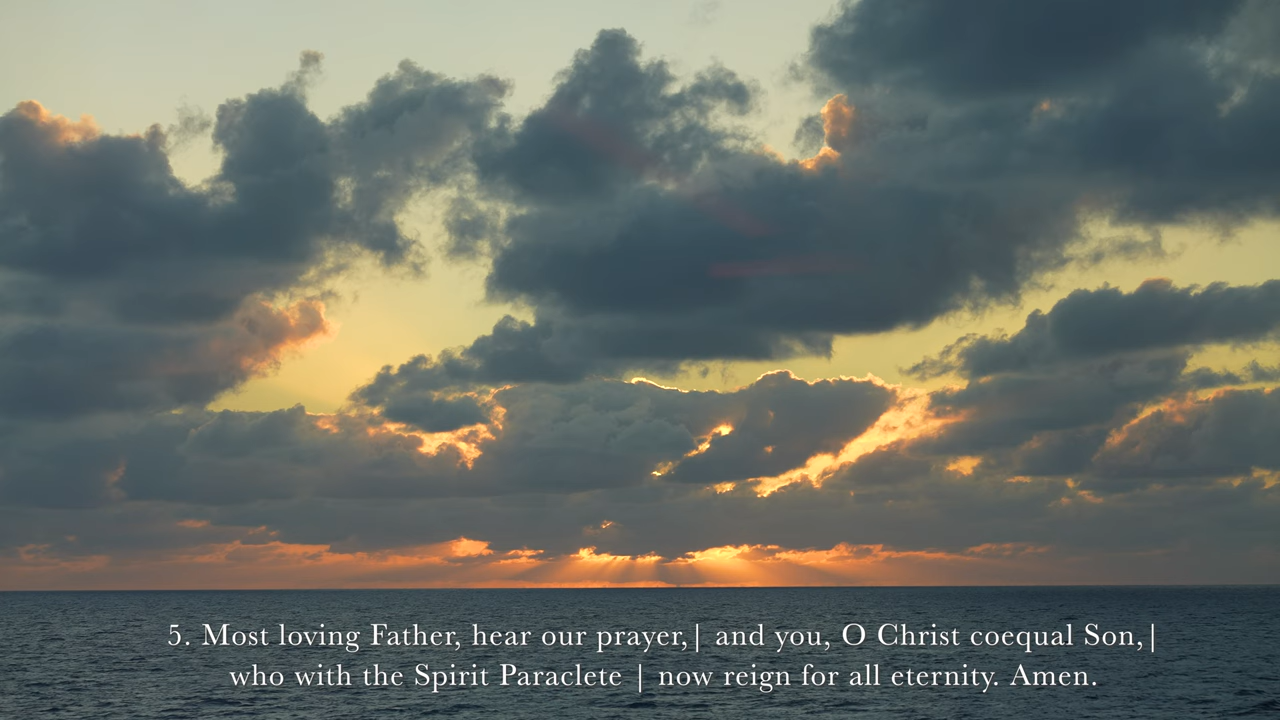 5. Most loving Father, hear our prayer,| and you, O Christ coequal Son,|
who with the Spirit Paraclete | now reign for all eternity. Amen.